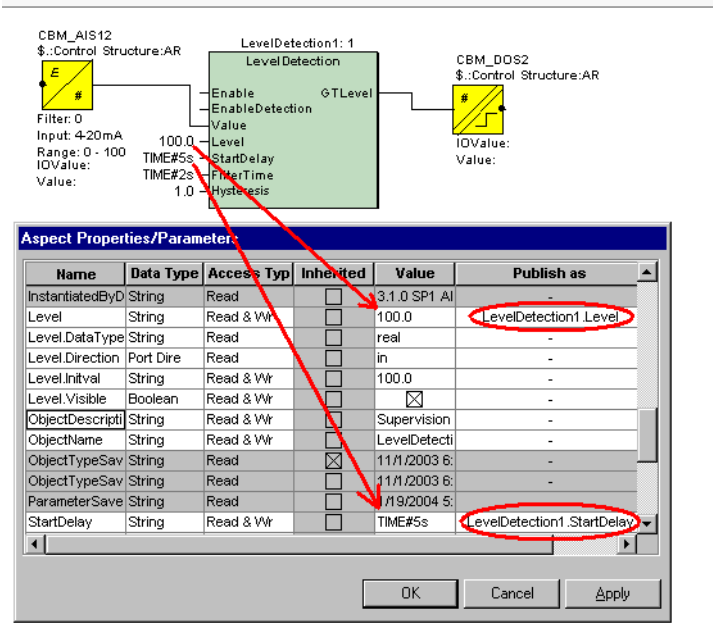 CBM_AIS12
$.:Control Structure:AR
E
#
Filter: 0
Input: 4-20mA
Range: 0 - 100
IOValue:
Value:
LevelDetection1: 1
LevelDetection
Enable GTLevel
EnableDetection
Value
100.0 Level
TIME#5s StartDelay
TIME#2s FilterTime
1.0 Hysteresis
CBM_DOS2
$.:Control Structure:AR
#
IOValue:
Value:
Aspect Properties/Parameters
Name Data Type Access Typ Inherited Value Publish as
InstantiatedByD String Read 3.1.0 SP1 Al -
Level String Read & Wr 100.0 LevelDetection1.Level
Level.DataType String Read real -
Level.Direction Port Dire Read in -
Level.Initval String Read & Wr 100.0 -
Level.Visible Boolean Read & Wr -
ObjectDescripti String Read & Wr Supervision -
ObjectName String Read & Wr LevelDetecti -
ObjectTypeSav String Read 11/1/2003 6: -
ObjectTypeSav String Read 11/1/2003 6: -
ParameterSave String Read /19/2004 5: -
StartDelay String Read & Wr TIME#5s LevelDetection1.StartDelay
OK Cancel Apply